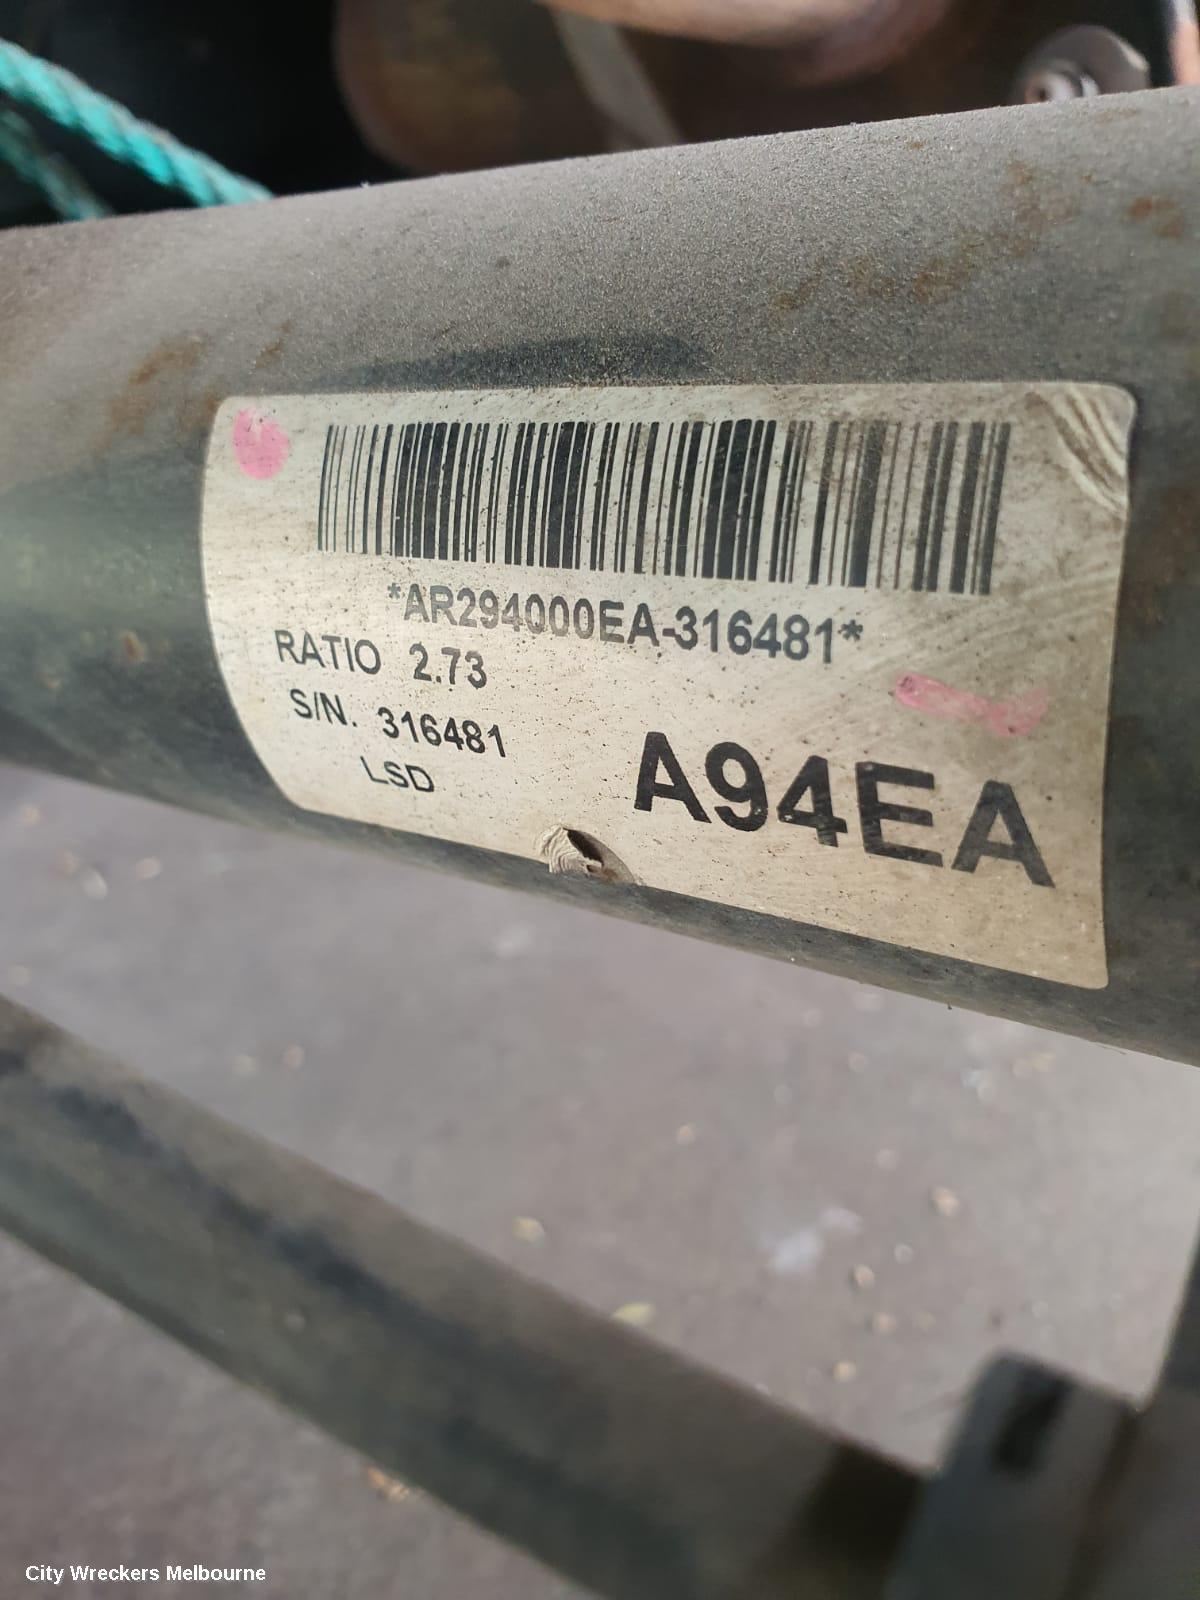 *AR294000EA-316481*
RATIO 2.73
S/N. 316481
LSD
A94EA
City Wreckers Melbourne